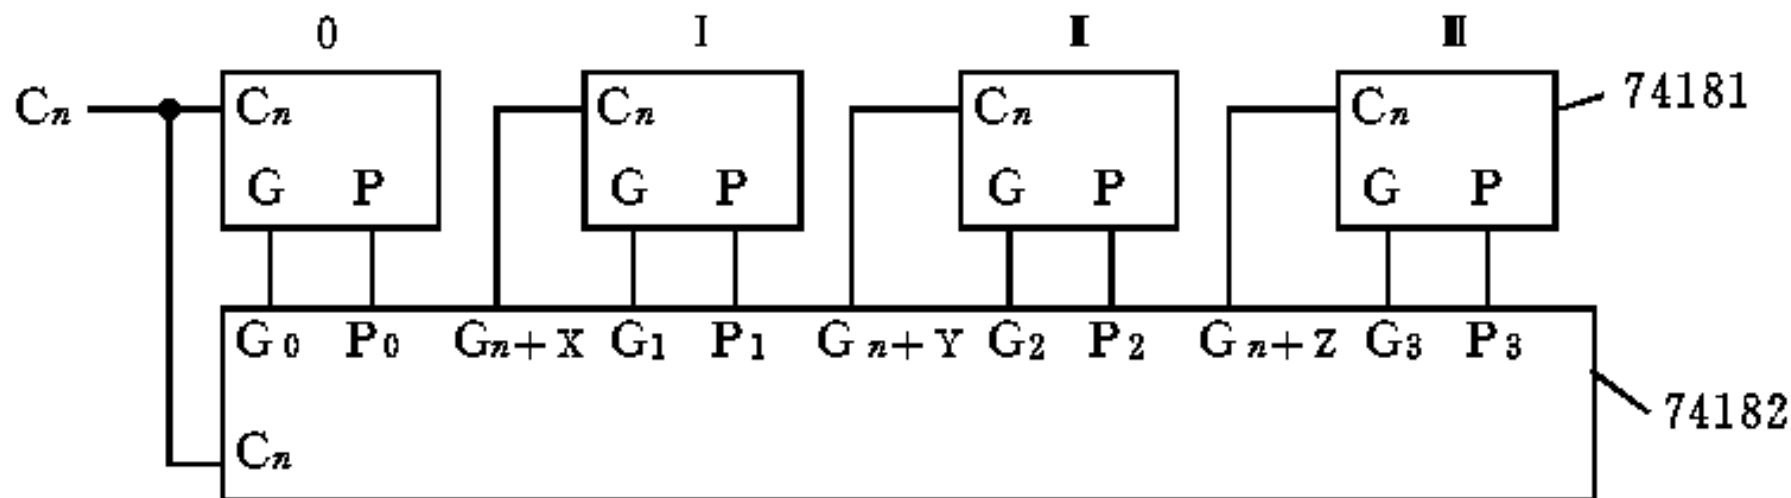 0 I II III
Cn Cn Cn Cn Cn 74181
G P G P G P G P
G0 P0 Gn+X G1 P1 Gn+Y G2 P2 Gn+Z G3 P3
74182
Cn